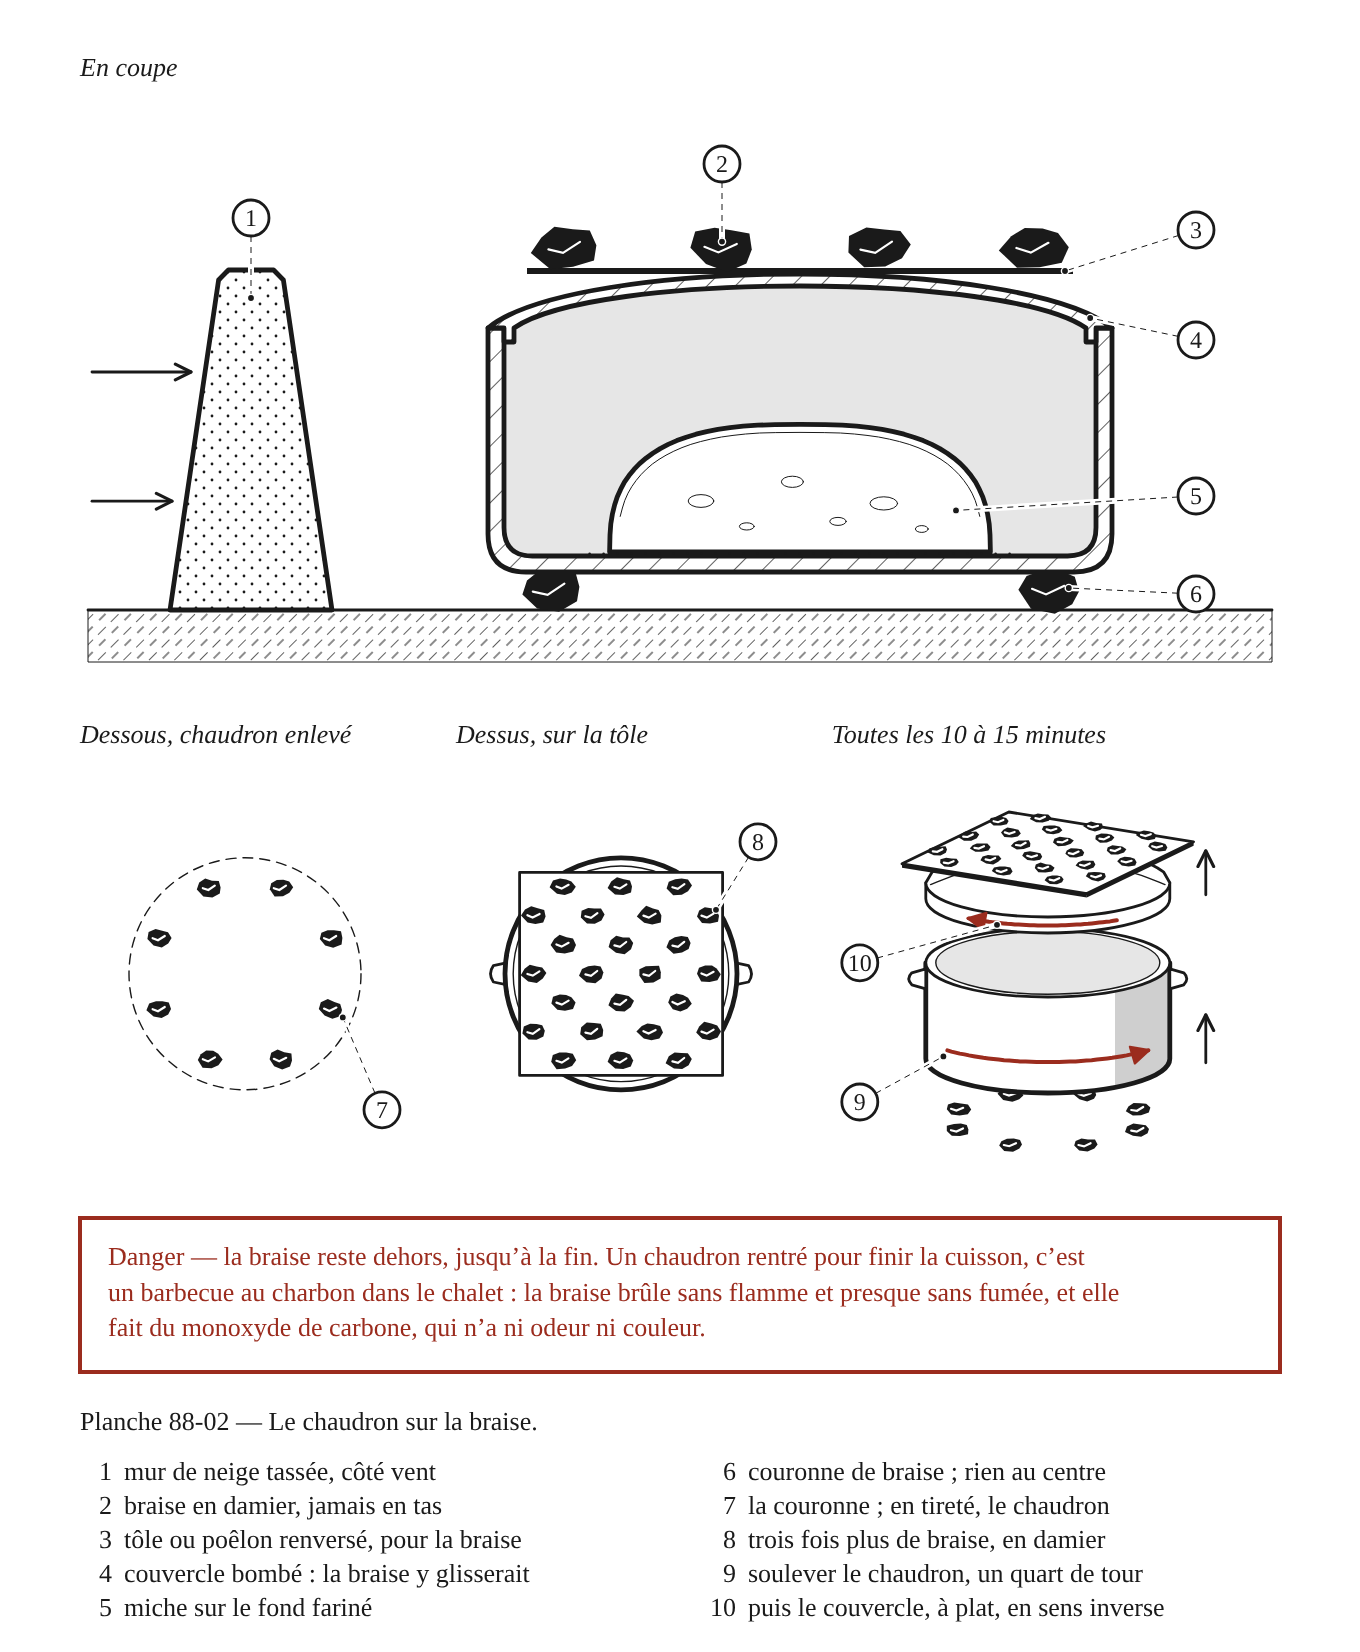 En coupe
1
2
3
4
5
6
Dessous, chaudron enlevé
Dessus, sur la tôle
Toutes les 10 à 15 minutes
7
8
10
9
Danger — la braise reste dehors, jusqu’à la fin. Un chaudron rentré pour finir la cuisson, c’est
un barbecue au charbon dans le chalet : la braise brûle sans flamme et presque sans fumée, et elle
fait du monoxyde de carbone, qui n’a ni odeur ni couleur.
Planche 88-02 — Le chaudron sur la braise.
1 mur de neige tassée, côté vent
2 braise en damier, jamais en tas
3 tôle ou poêlon renversé, pour la braise
4 couvercle bombé : la braise y glisserait
5 miche sur le fond fariné
6 couronne de braise ; rien au centre
7 la couronne ; en tireté, le chaudron
8 trois fois plus de braise, en damier
9 soulever le chaudron, un quart de tour
10 puis le couvercle, à plat, en sens inverse